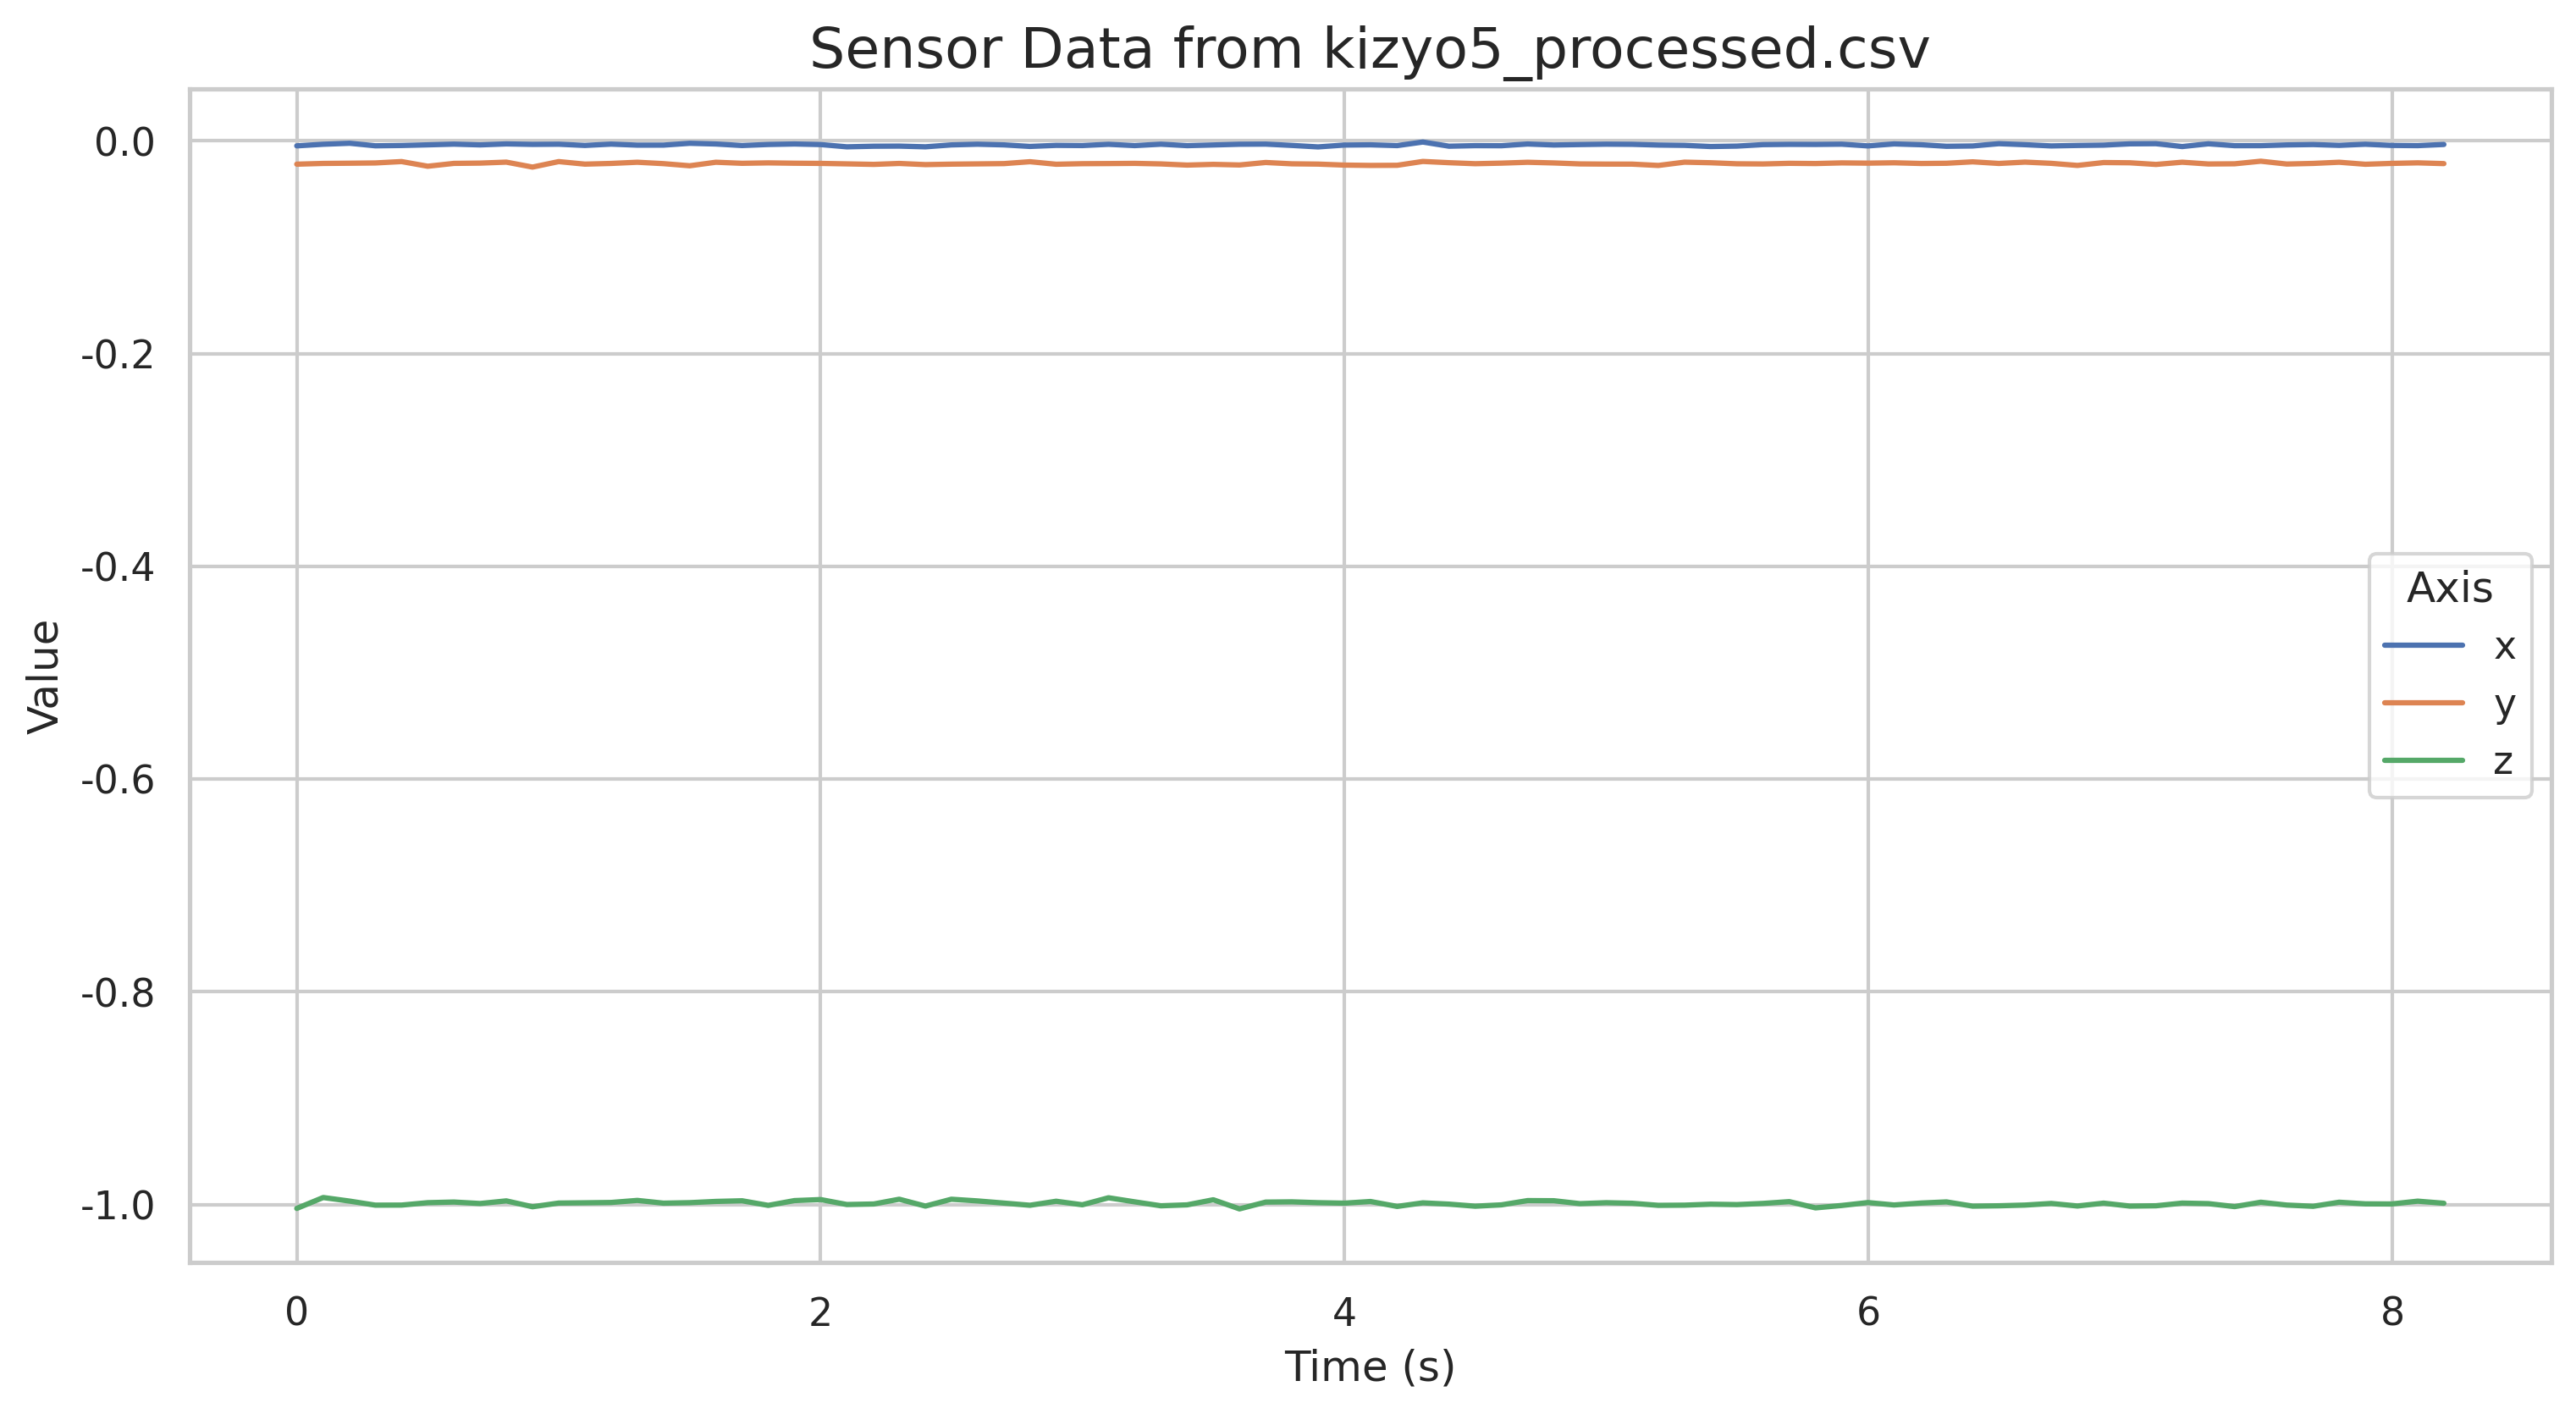 Sensor Data from kizyo5_processed.csv
0.0
-0.2
-0.4
-0.6
-0.8
-1.0
Value
Axis
x
y
z
0 2 4 6 8
Time (s)